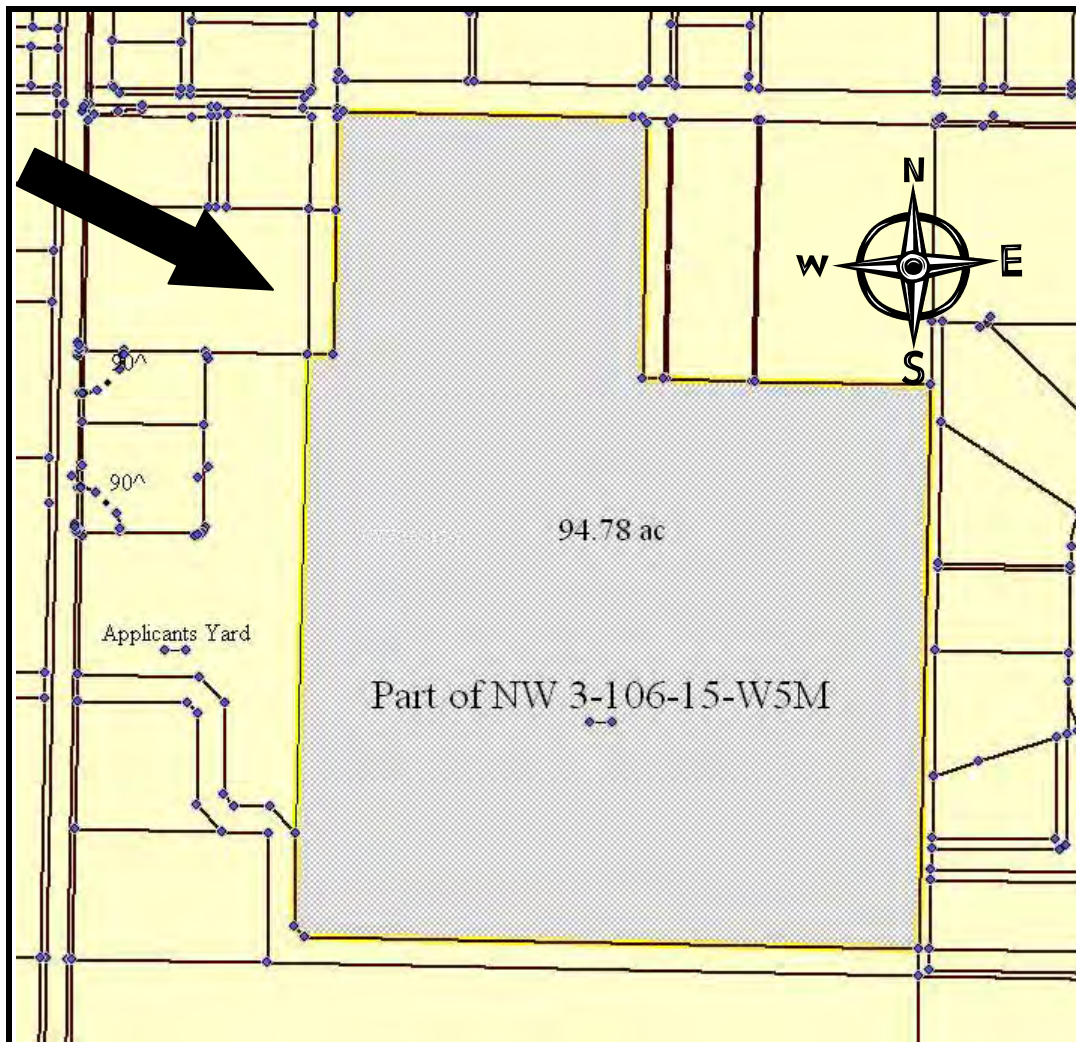 N
W E
S
90^
90^
94.78 ac
Applicants Yard
Part of NW 3-106-15-W5M